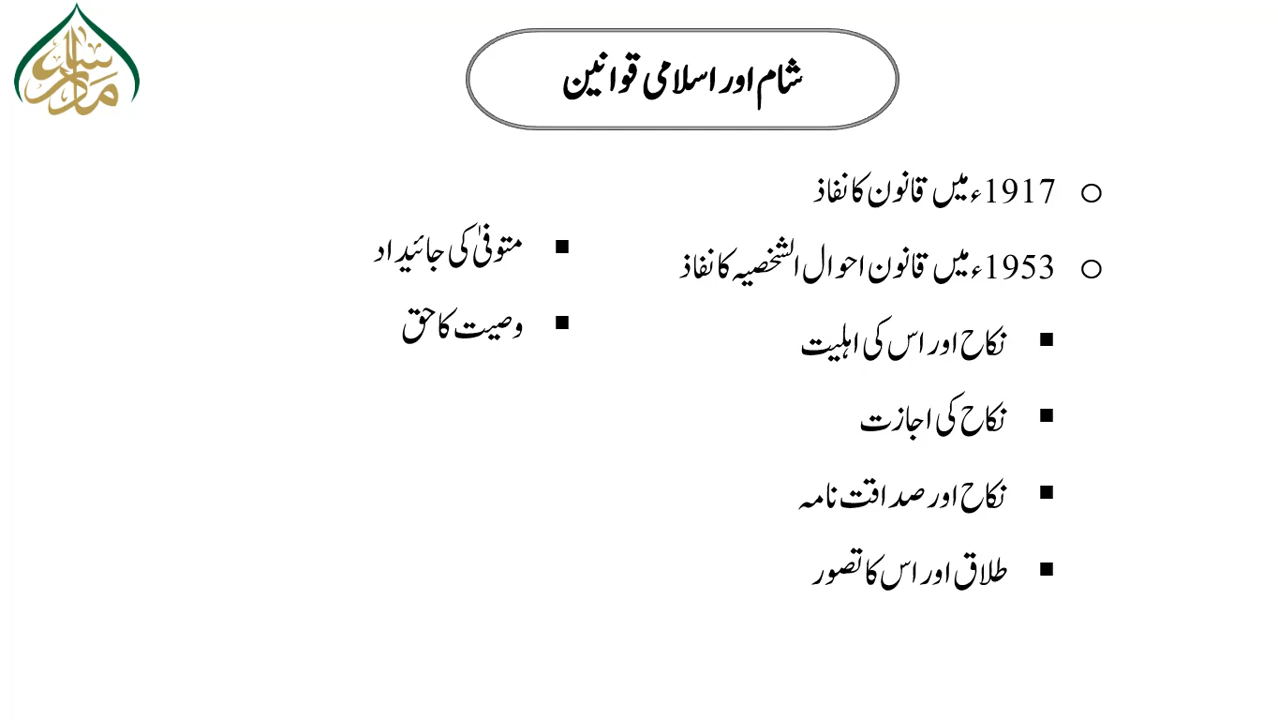 شام اور اسلامی قوانین
1917ء میں قانون کا نفاذ
1953ء میں قانون احوال الشخصیہ کا نفاذ
نکاح اور اس کی اہلیت
نکاح کی اجازت
نکاح اور صداقت نامہ
طلاق اور اس کا تصور
متوفیٰ کی جائیداد
وصیت کا حق